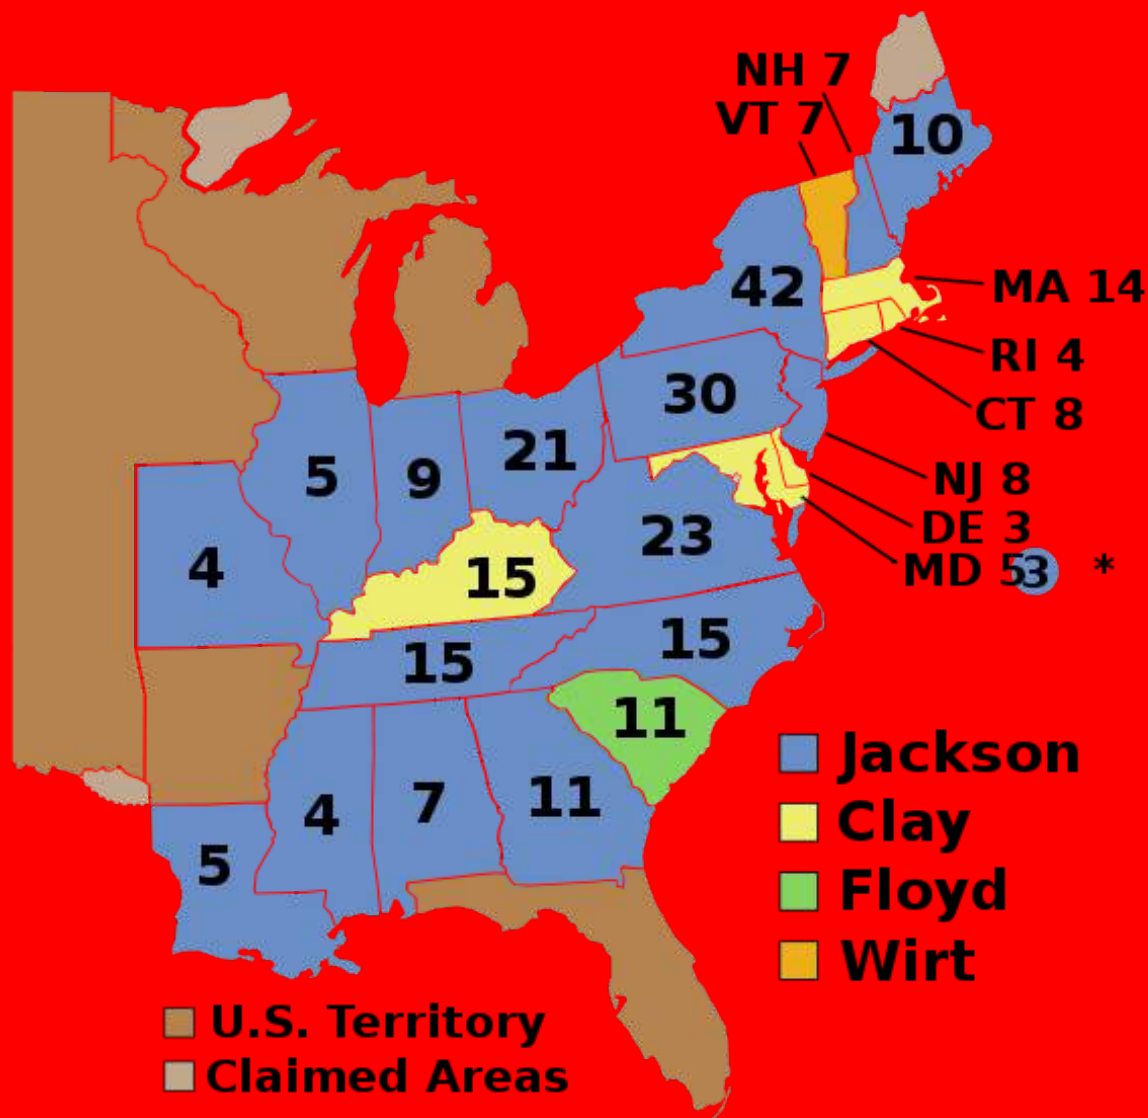 NH 7
VT 7
10
42
MA 14
RI 4
CT 8
30
NJ 8
21
5
9
DE 3
23
MD 5 3 *
4
15
15
15
11
4
7
11
5
Jackson
Clay
Floyd
Wirt
U.S. Territory
Claimed Areas